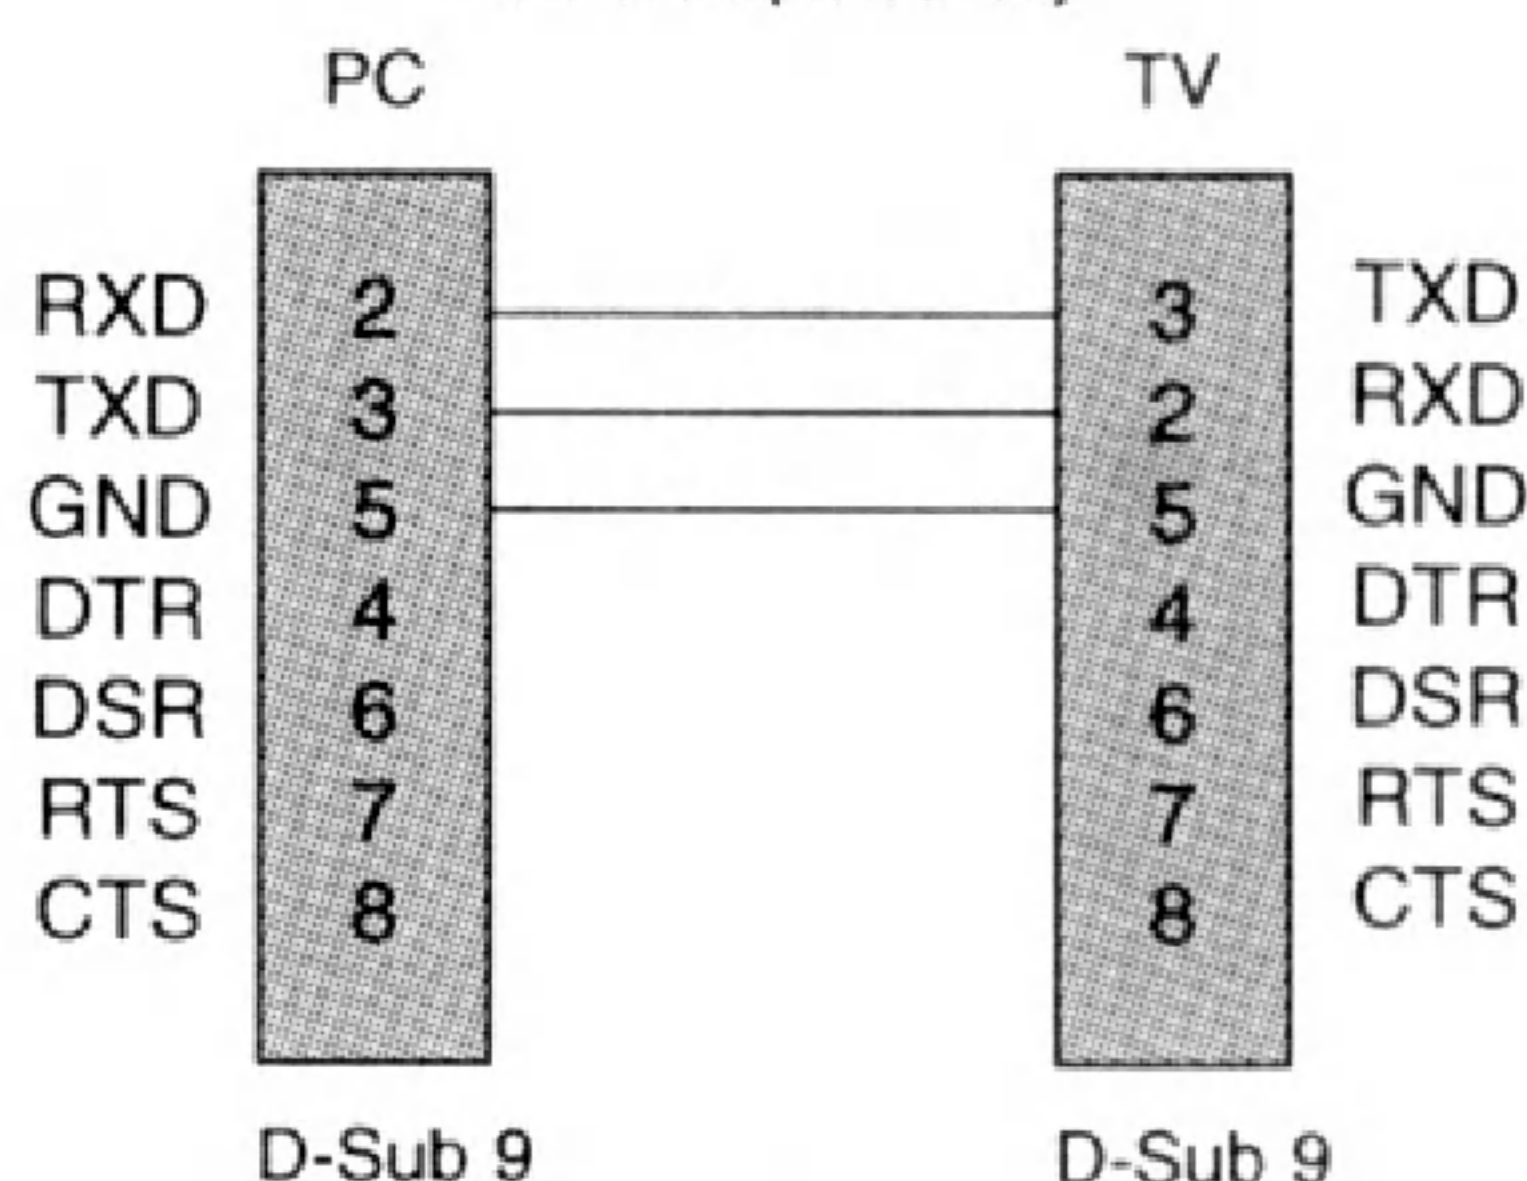 PC TV
RXD 2 3 TXD
TXD 3 2 RXD
GND 5 5 GND
DTR 4 4 DTR
DSR 6 6 DSR
RTS 7 7 RTS
CTS 8 8 CTS
D-Sub 9 D-Sub 9